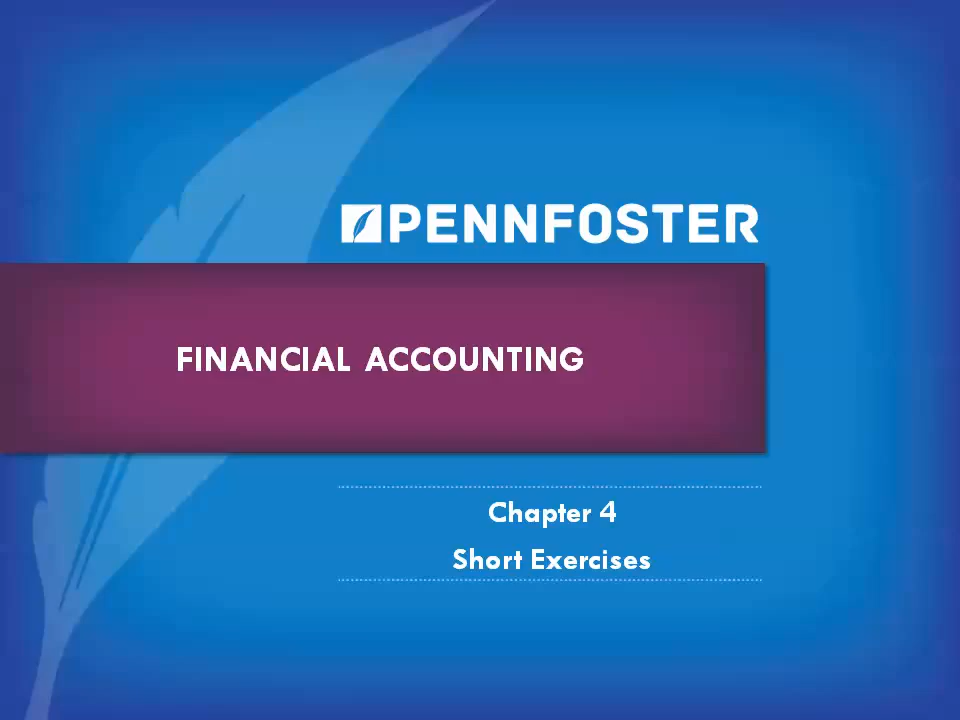 PENNFOSTER
FINANCIAL ACCOUNTING
Chapter 4
Short Exercises